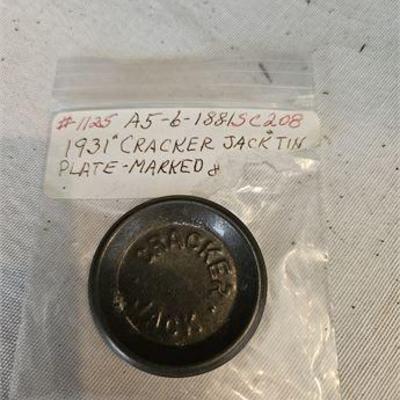 #-1125 A5-6-1881SC208
1931 "CRACKER JACK" TIN
PLATE-MARKED
CRACKER
JACK